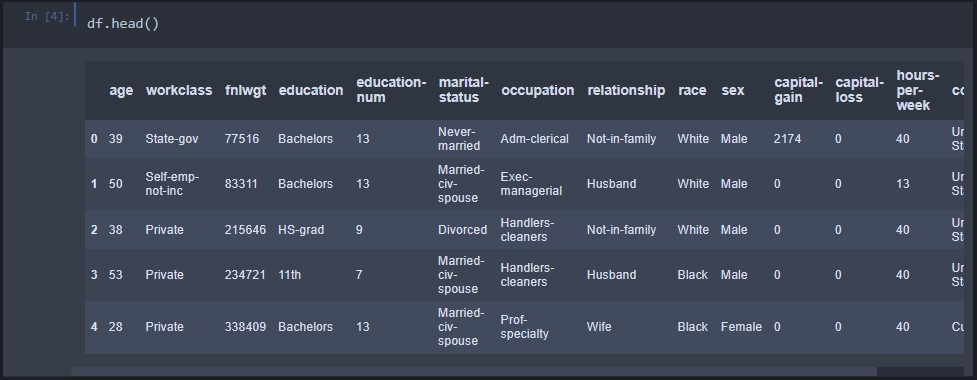 In [4]:
df.head()
age workclass fnlwgt education education-num marital-status occupation relationship race sex capital-gain capital-loss hours-per-week
0 39 State-gov 77516 Bachelors 13 Never-married Adm-clerical Not-in-family White Male 2174 0 40
1 50 Self-emp-not-inc 83311 Bachelors 13 Married-civ-spouse Exec-managerial Husband White Male 0 0 13
2 38 Private 215646 HS-grad 9 Divorced Handlers-cleaners Not-in-family White Male 0 0 40
3 53 Private 234721 11th 7 Married-civ-spouse Handlers-cleaners Husband Black Male 0 0 40
4 28 Private 338409 Bachelors 13 Married-civ-spouse Prof-specialty Wife Black Female 0 0 40